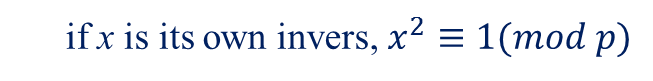 if x is its own invers, x² ≡ 1(mod p)